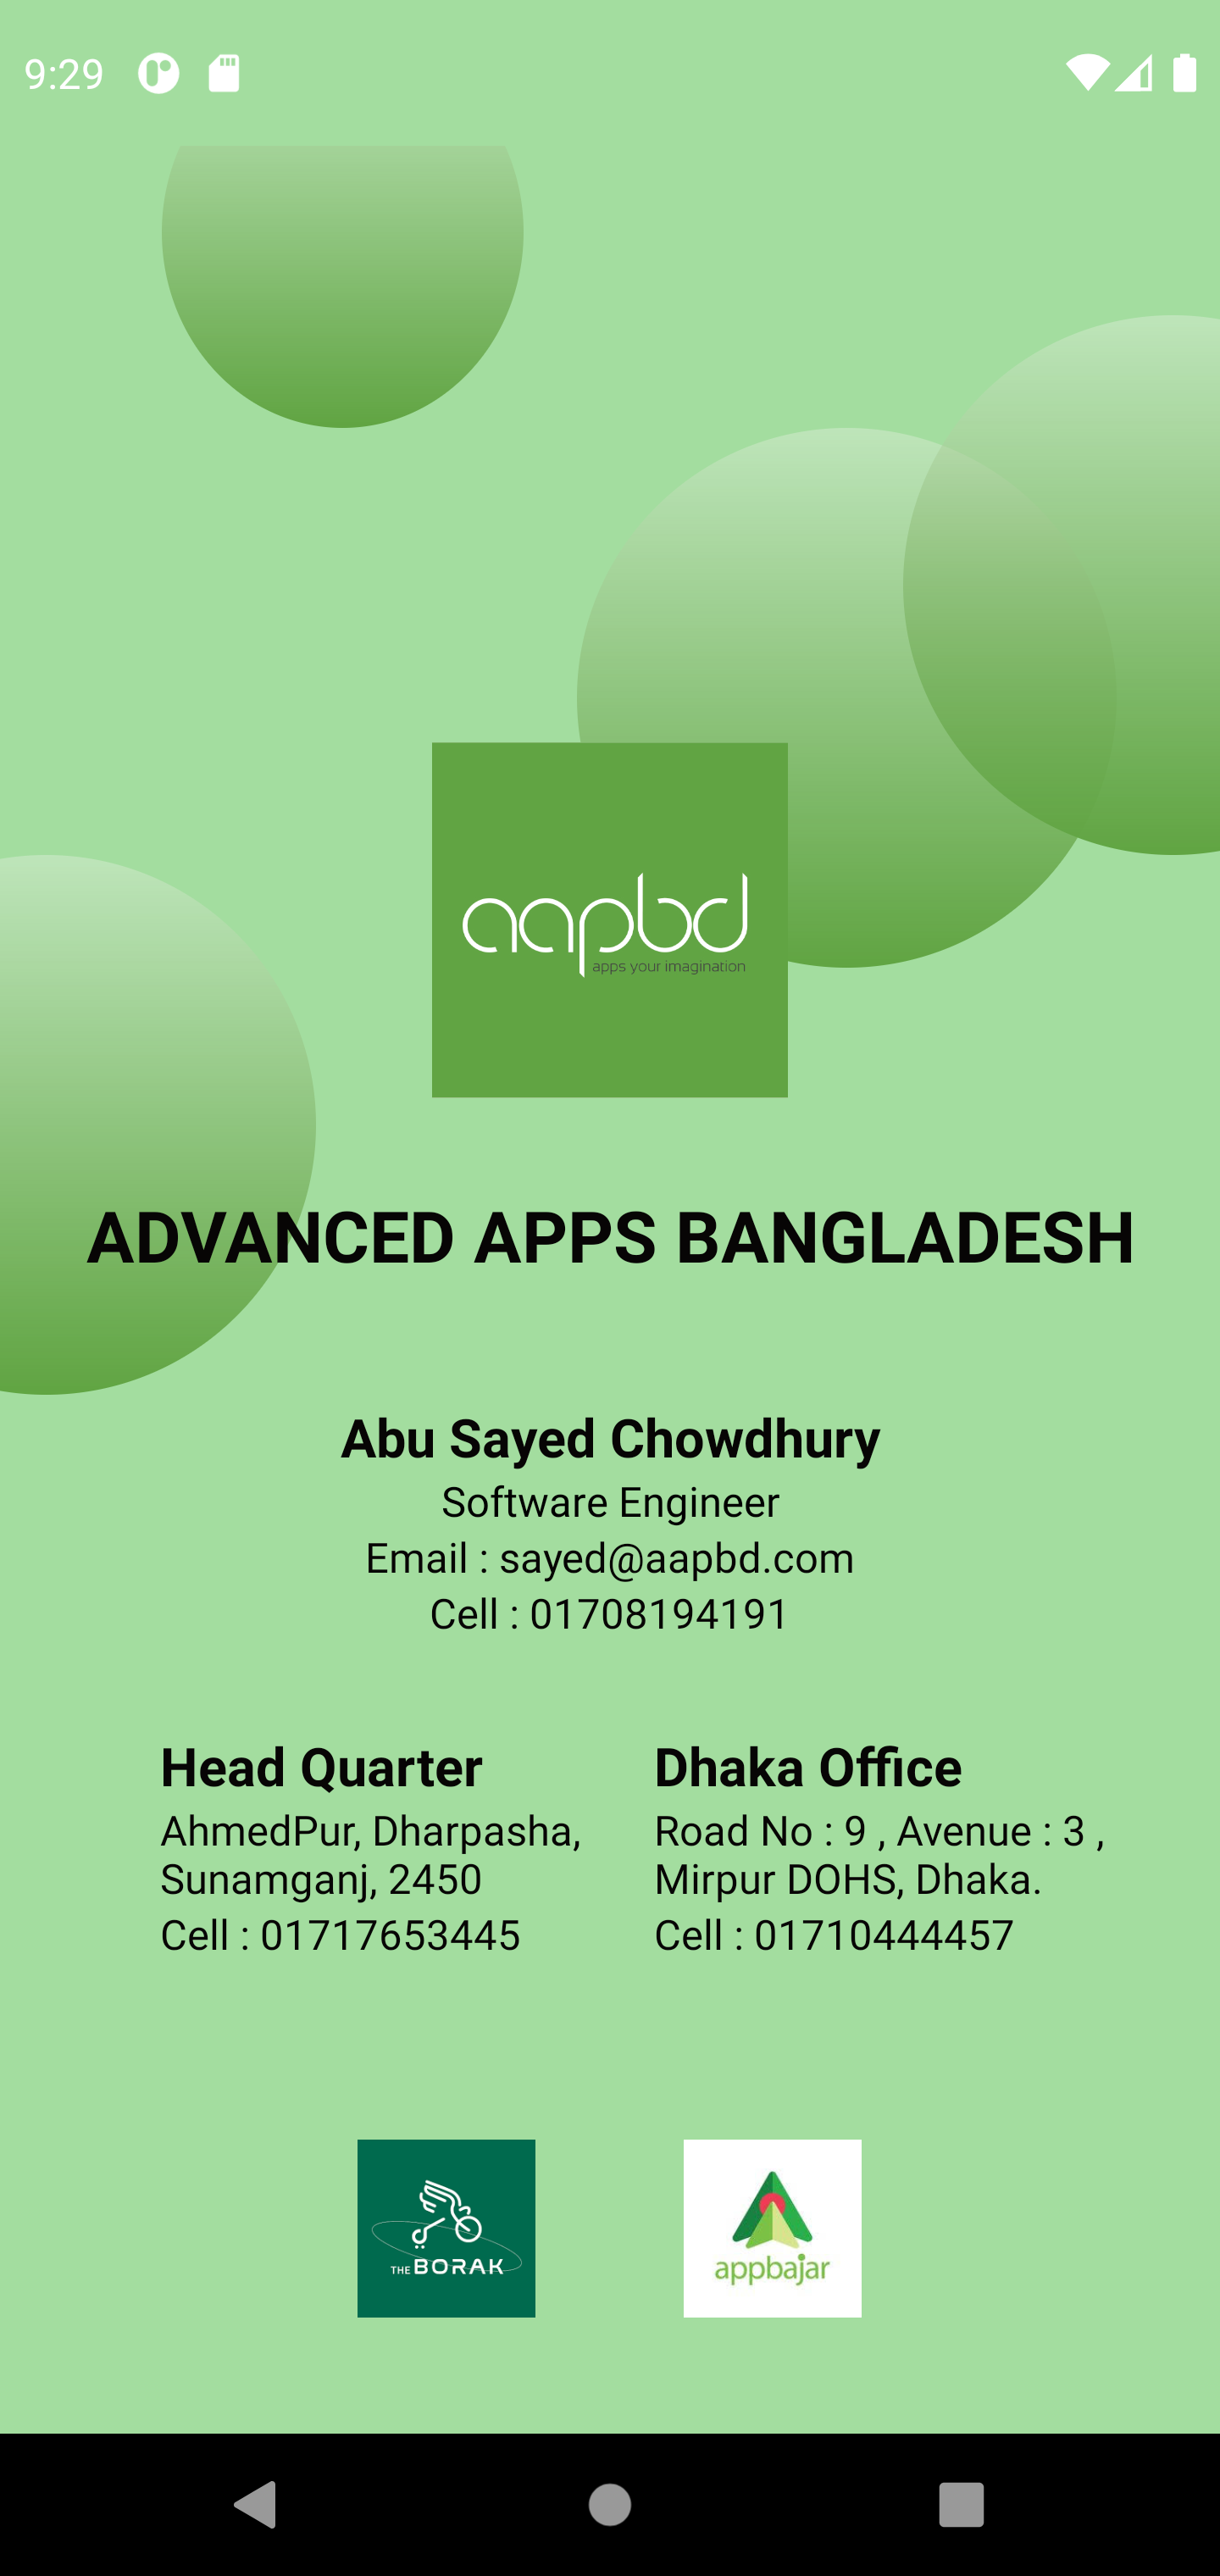 9:29
aapbd
apps your imagination
ADVANCED APPS BANGLADESH
Abu Sayed Chowdhury
Software Engineer
Email : sayed@aapbd.com
Cell : 01708194191
Head Quarter
AhmedPur, Dharpasha,
Sunamganj, 2450
Cell : 01717653445
Dhaka Office
Road No : 9 , Avenue : 3 ,
Mirpur DOHS, Dhaka.
Cell : 01710444457
THE BORAK
appbajar